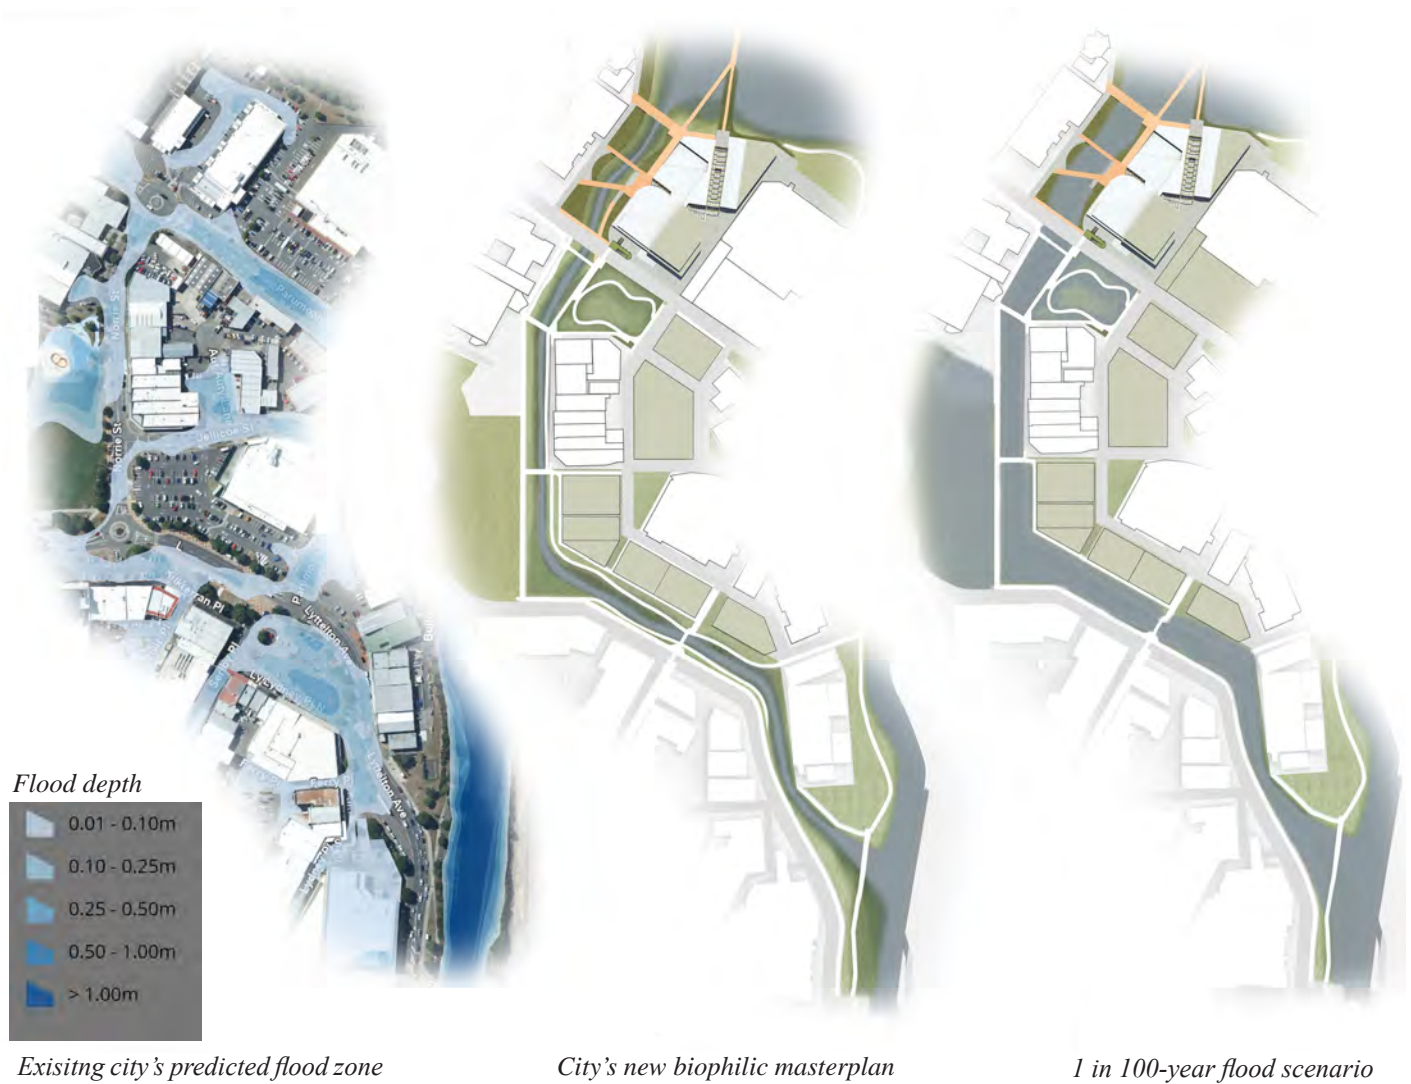 Norrie St
Parumoana
Jellicoe St
Norrie St
Lyttelton Ave
Lyttelton Ave
Flood depth
0.01 - 0.10m
0.10 - 0.25m
0.25 - 0.50m
0.50 - 1.00m
> 1.00m
Exisitng city’s predicted flood zone
City’s new biophilic masterplan
1 in 100-year flood scenario